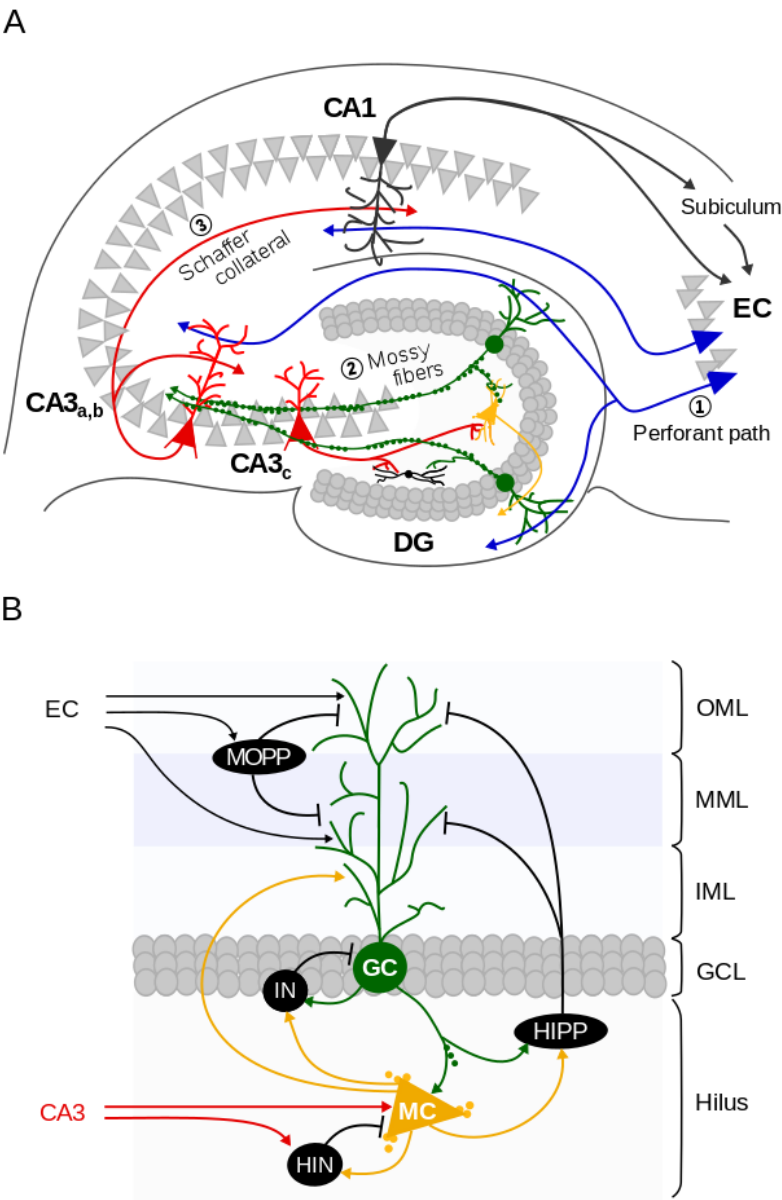 A
CA1
Subiculum
③
Schaffer
collateral
EC
② Mossy
fibers
CA3a,b
①
Perforant path
CA3c
DG
B
EC
OML
MOPP
MML
IML
GC
GCL
IN
HIPP
CA3
MC
Hilus
HIN